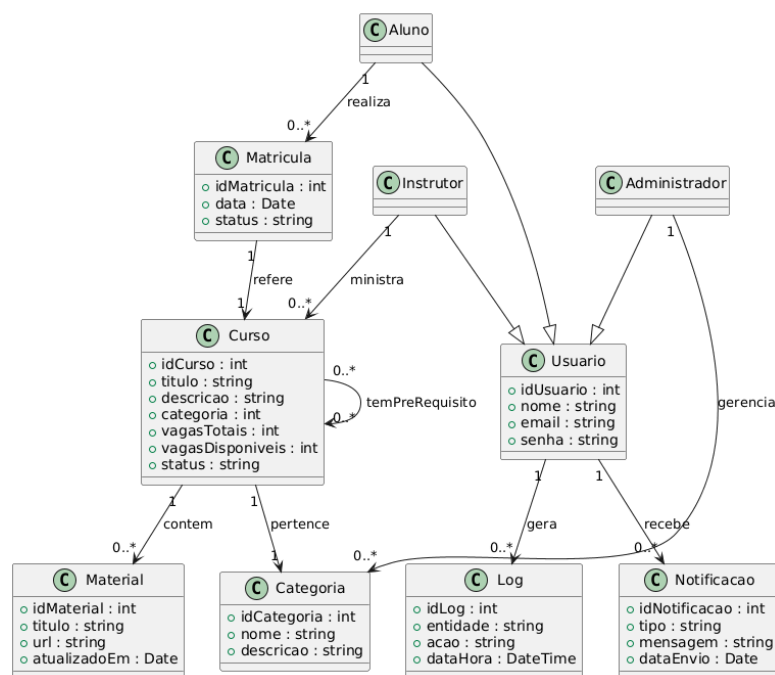 C Aluno
1
realiza
0..*
C Matricula
idMatricula : int
data : Date
status : string
C Instrutor
C Administrador
1
refere
1
1
ministra
0..*
1
gerencia
0..*
C Curso
idCurso : int
titulo : string
descricao : string
categoria : int
vagasTotais : int
vagasDisponiveis : int
status : string
0..*
temPreRequisito
0..*
C Usuario
idUsuario : int
nome : string
email : string
senha : string
1
contem
0..*
1
pertence
1
1
gera
0..*
1
recebe
0..*
C Material
idMaterial : int
titulo : string
url : string
atualizadoEm : Date
C Categoria
idCategoria : int
nome : string
descricao : string
C Log
idLog : int
entidade : string
acao : string
dataHora : DateTime
C Notificacao
idNotificacao : int
tipo : string
mensagem : string
dataEnvio : Date